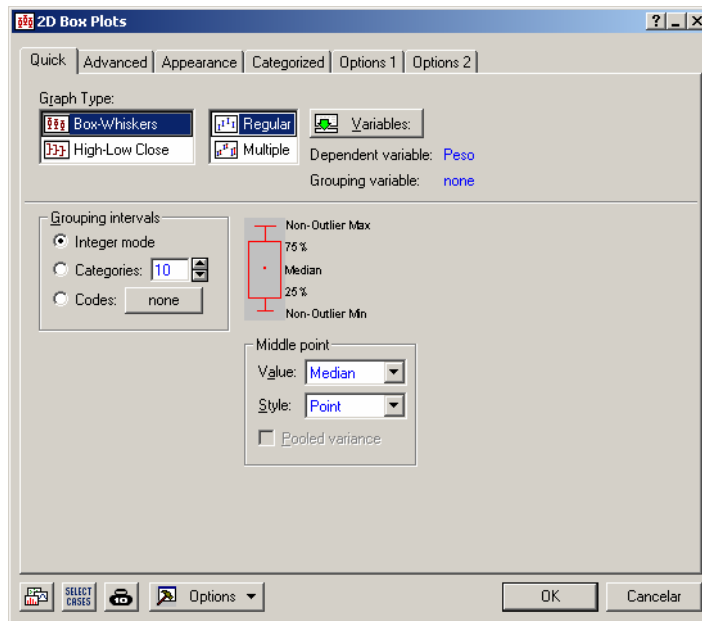 2D Box Plots
Quick Advanced Appearance Categorized Options 1 Options 2
Graph Type:
Box-Whiskers
High-Low Close
Regular
Multiple
Variables:
Dependent variable: Peso
Grouping variable: none
Grouping intervals
Integer mode
Categories: 10
Codes: none
Non-Outlier Max
75%
Median
25%
Non-Outlier Min
Middle point
Value: Median
Style: Point
Pooled variance
SELECT
CASES
Options
OK
Cancelar